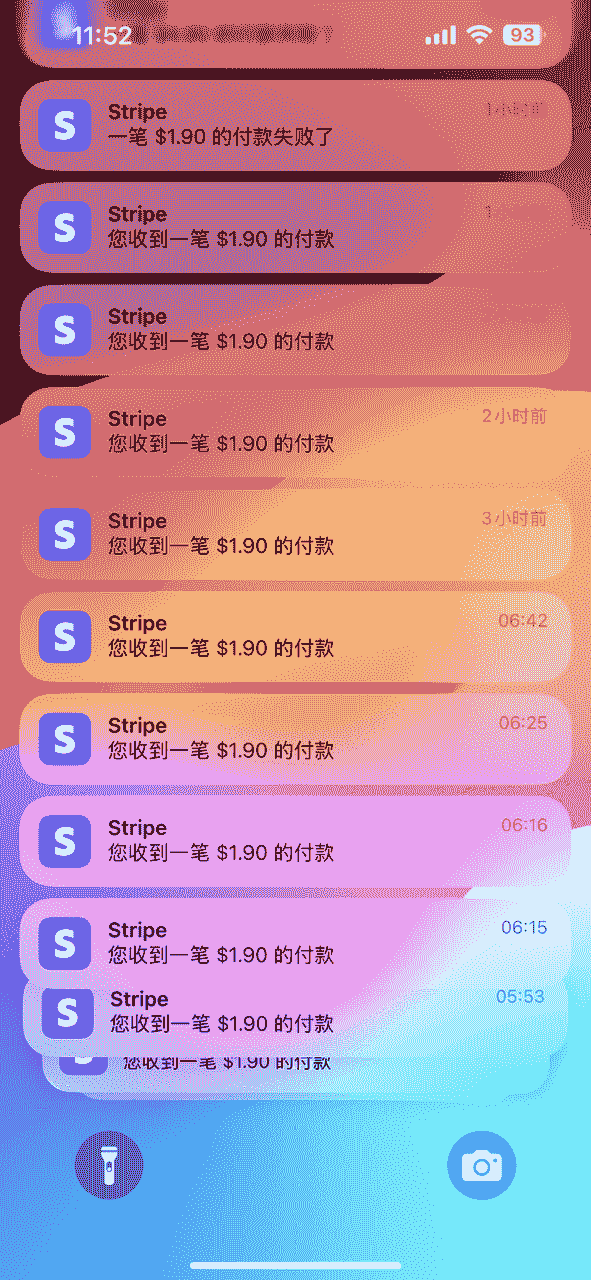 11:52
93
Stripe
1小时前
一笔 $1.90 的付款失败了
Stripe
1
您收到一笔 $1.90 的付款
Stripe
您收到一笔 $1.90 的付款
Stripe
2小时前
您收到一笔 $1.90 的付款
Stripe
3小时前
您收到一笔 $1.90 的付款
Stripe
06:42
您收到一笔 $1.90 的付款
Stripe
06:25
您收到一笔 $1.90 的付款
Stripe
06:16
您收到一笔 $1.90 的付款
Stripe
06:15
您收到一笔 $1.90 的付款
Stripe
05:53
您收到一笔 $1.90 的付款
您收到一笔 $1.90 的付款